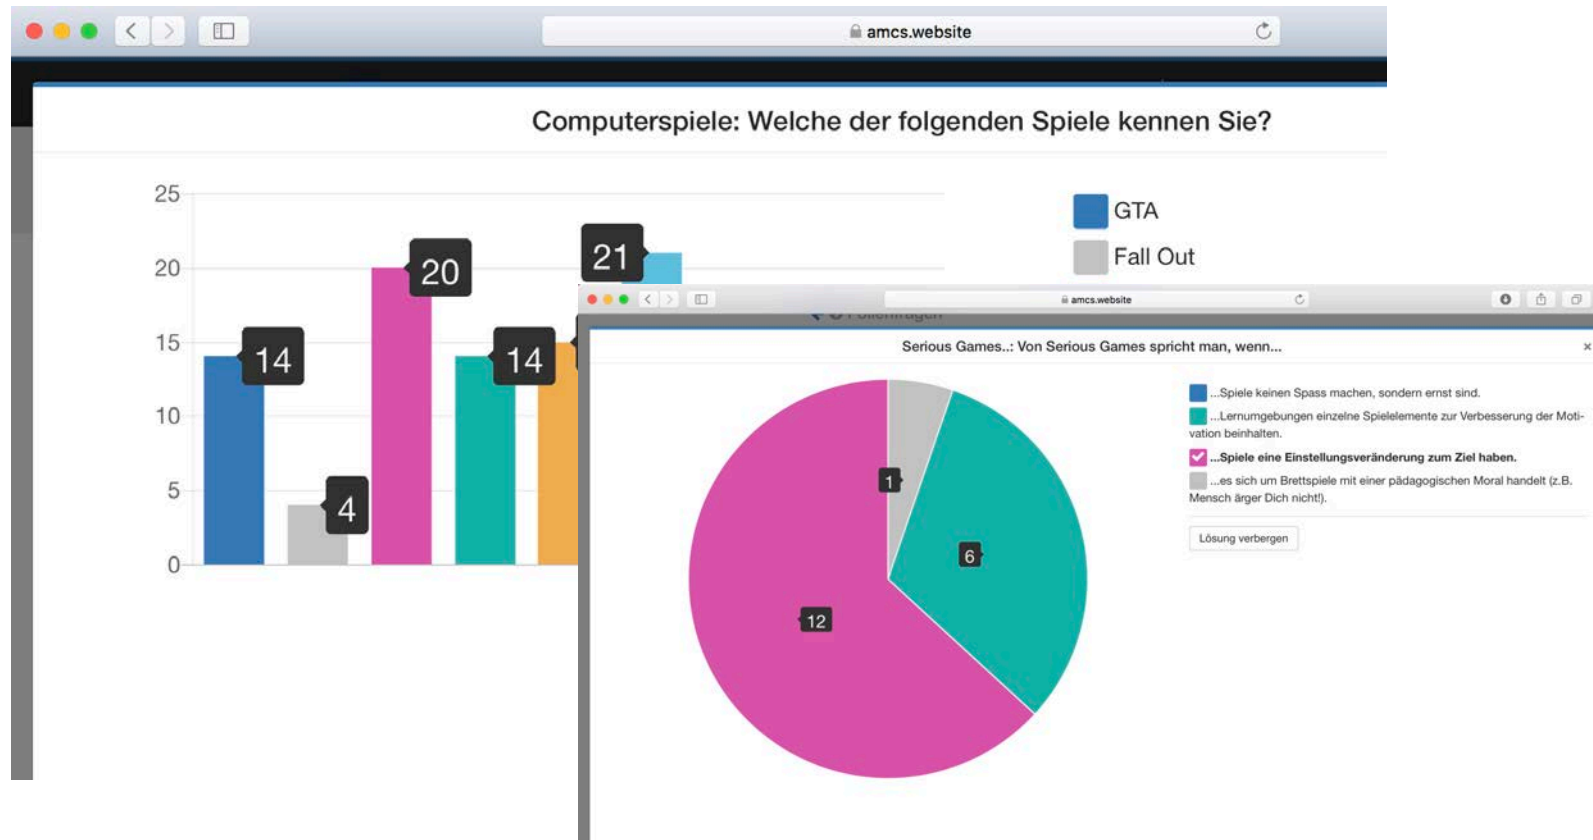 amcs.website
Computerspiele: Welche der folgenden Spiele kennen Sie?
25
20
15
10
5
0
14
4
20
14
21
GTA
Fall Out
amcs.website
Folienfragen
Serious Games..: Von Serious Games spricht man, wenn...
×
1
6
12
...Spiele keinen Spass machen, sondern ernst sind.
...Lernumgebungen einzelne Spielelemente zur Verbesserung der Moti-
vation beinhalten.
...Spiele eine Einstellungsveränderung zum Ziel haben.
...es sich um Brettspiele mit einer pädagogischen Moral handelt (z.B.
Mensch ärger Dich nicht!).
Lösung verbergen